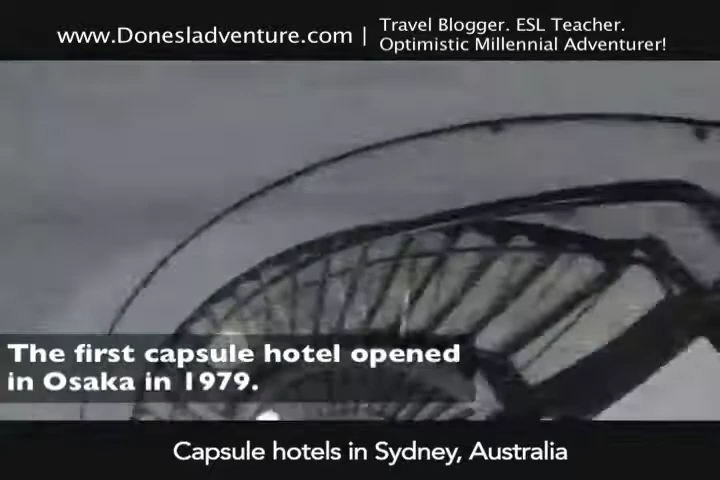 www.Donesladventure.com |
Travel Blogger. ESL Teacher.
Optimistic Millennial Adventurer!
The first capsule hotel opened
in Osaka in 1979.
Capsule hotels in Sydney, Australia